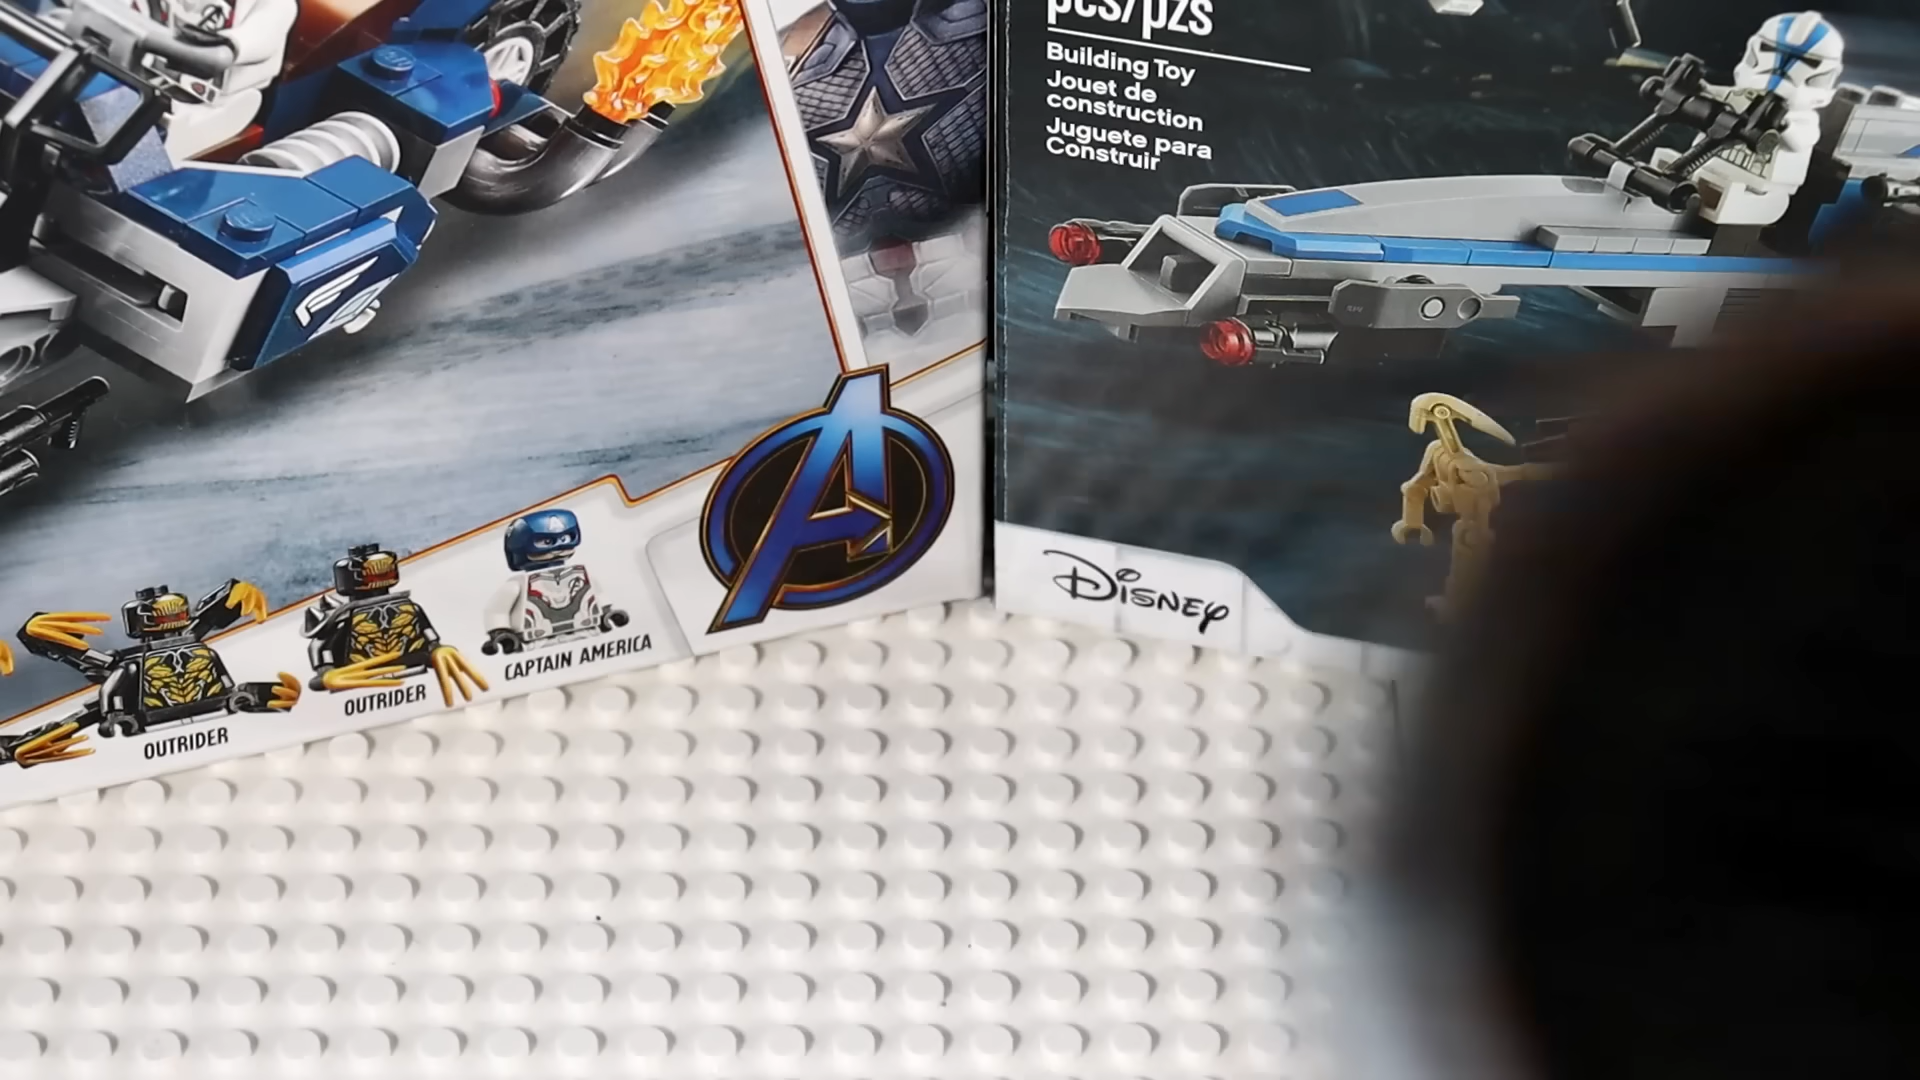 OUTRIDER
OUTRIDER
CAPTAIN AMERICA
pcs/pzs
Building Toy
Jouet de
construction
Juguete para
Construir
Disney